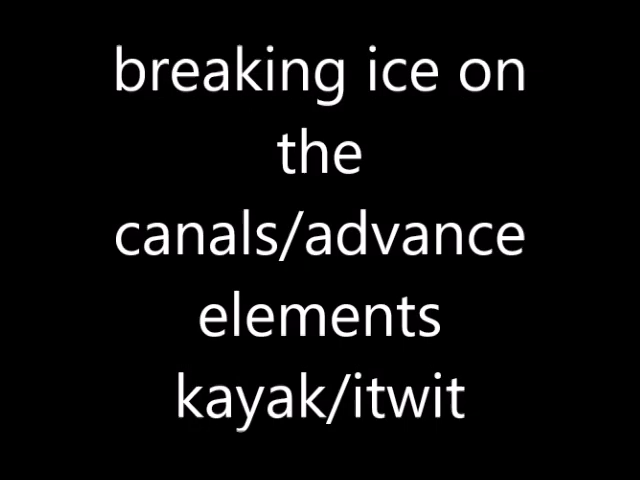 breaking ice on
the
canals/advance
elements
kayak/itwit